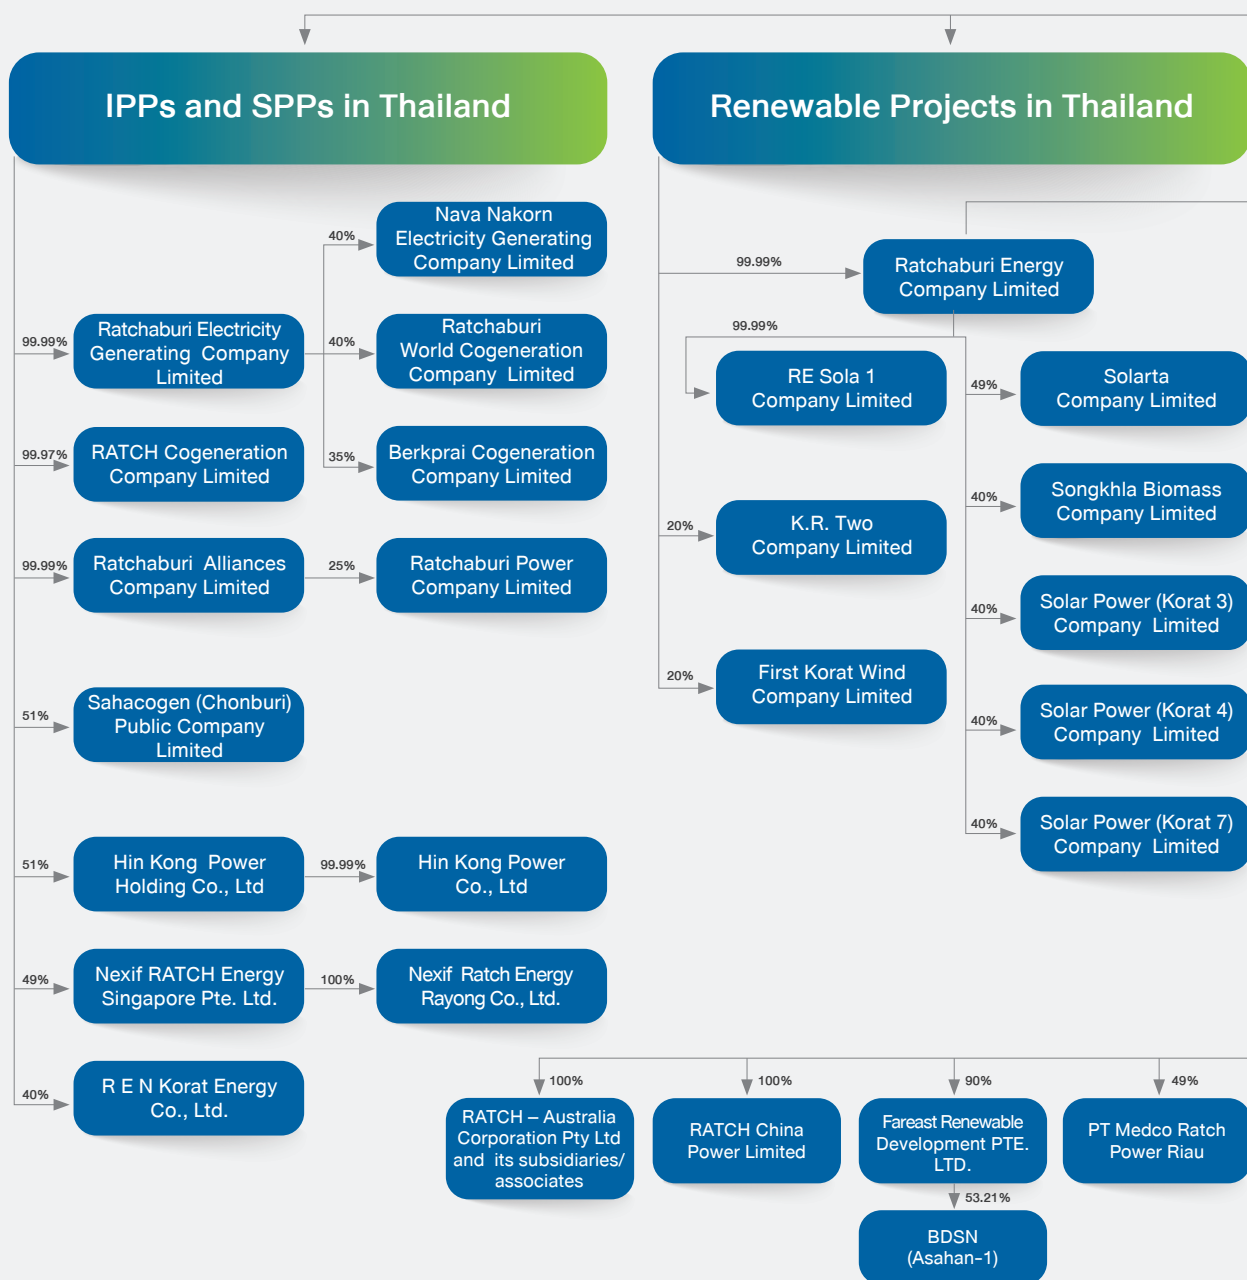 IPPs and SPPs in Thailand
99.99%
Ratchaburi Electricity
Generating Company
Limited
40%
Nava Nakorn
Electricity Generating
Company Limited
40%
Ratchaburi
World Cogeneration
Company Limited
35%
Berkprai Cogeneration
Company Limited
99.97%
RATCH Cogeneration
Company Limited
99.99%
Ratchaburi Alliances
Company Limited
25%
Ratchaburi Power
Company Limited
51%
Sahacogen (Chonburi)
Public Company
Limited
51%
Hin Kong Power
Holding Co., Ltd
99.99%
Hin Kong Power
Co., Ltd
49%
Nexif RATCH Energy
Singapore Pte. Ltd.
100%
Nexif Ratch Energy
Rayong Co., Ltd.
40%
R E N Korat Energy
Co., Ltd.
Renewable Projects in Thailand
99.99%
Ratchaburi Energy
Company Limited
99.99%
RE Sola 1
Company Limited
49%
Solarta
Company Limited
40%
Songkhla Biomass
Company Limited
40%
Solar Power (Korat 3)
Company Limited
40%
Solar Power (Korat 4)
Company Limited
40%
Solar Power (Korat 7)
Company Limited
20%
K.R. Two
Company Limited
20%
First Korat Wind
Company Limited
100%
RATCH – Australia
Corporation Pty Ltd
and its subsidiaries/
associates
100%
RATCH China
Power Limited
90%
Fareast Renewable
Development PTE.
LTD.
53.21%
BDSN
(Asahan-1)
49%
PT Medco Ratch
Power Riau